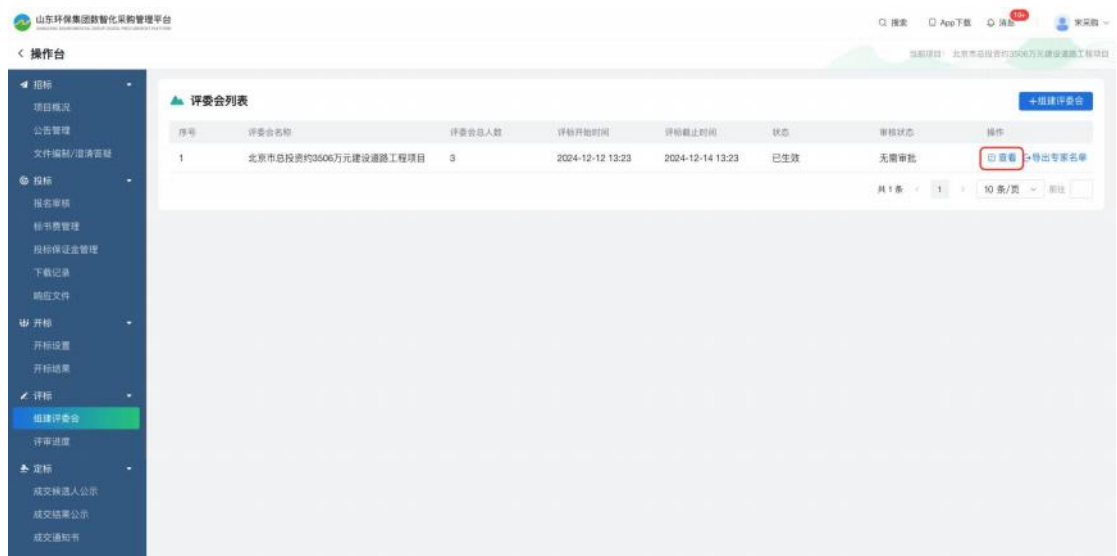 山东环保集团数智化采购管理平台
搜索 App下载 消息 10+ 宋采购
操作台
当前项目： 北京市总投资约3506万元建设道路工程项目
招标
项目概况
公告管理
文件编制/澄清答疑
投标
报名审核
标书费管理
投标保证金管理
下载记录
响应文件
开标
开标设置
开标结果
评标
组建评委会
评审进度
定标
成交候选人公示
成交结果公示
成交通知书
评委会列表
+组建评委会
序号 评委会名称 评委会总人数 评标开始时间 评标截止时间 状态 审核状态 操作
1 北京市总投资约3506万元建设道路工程项目 3 2024-12-12 13:23 2024-12-14 13:23 已生效 无需审批 查看 导出专家名单
共 1 条 < 1 > 10 条/页 前往